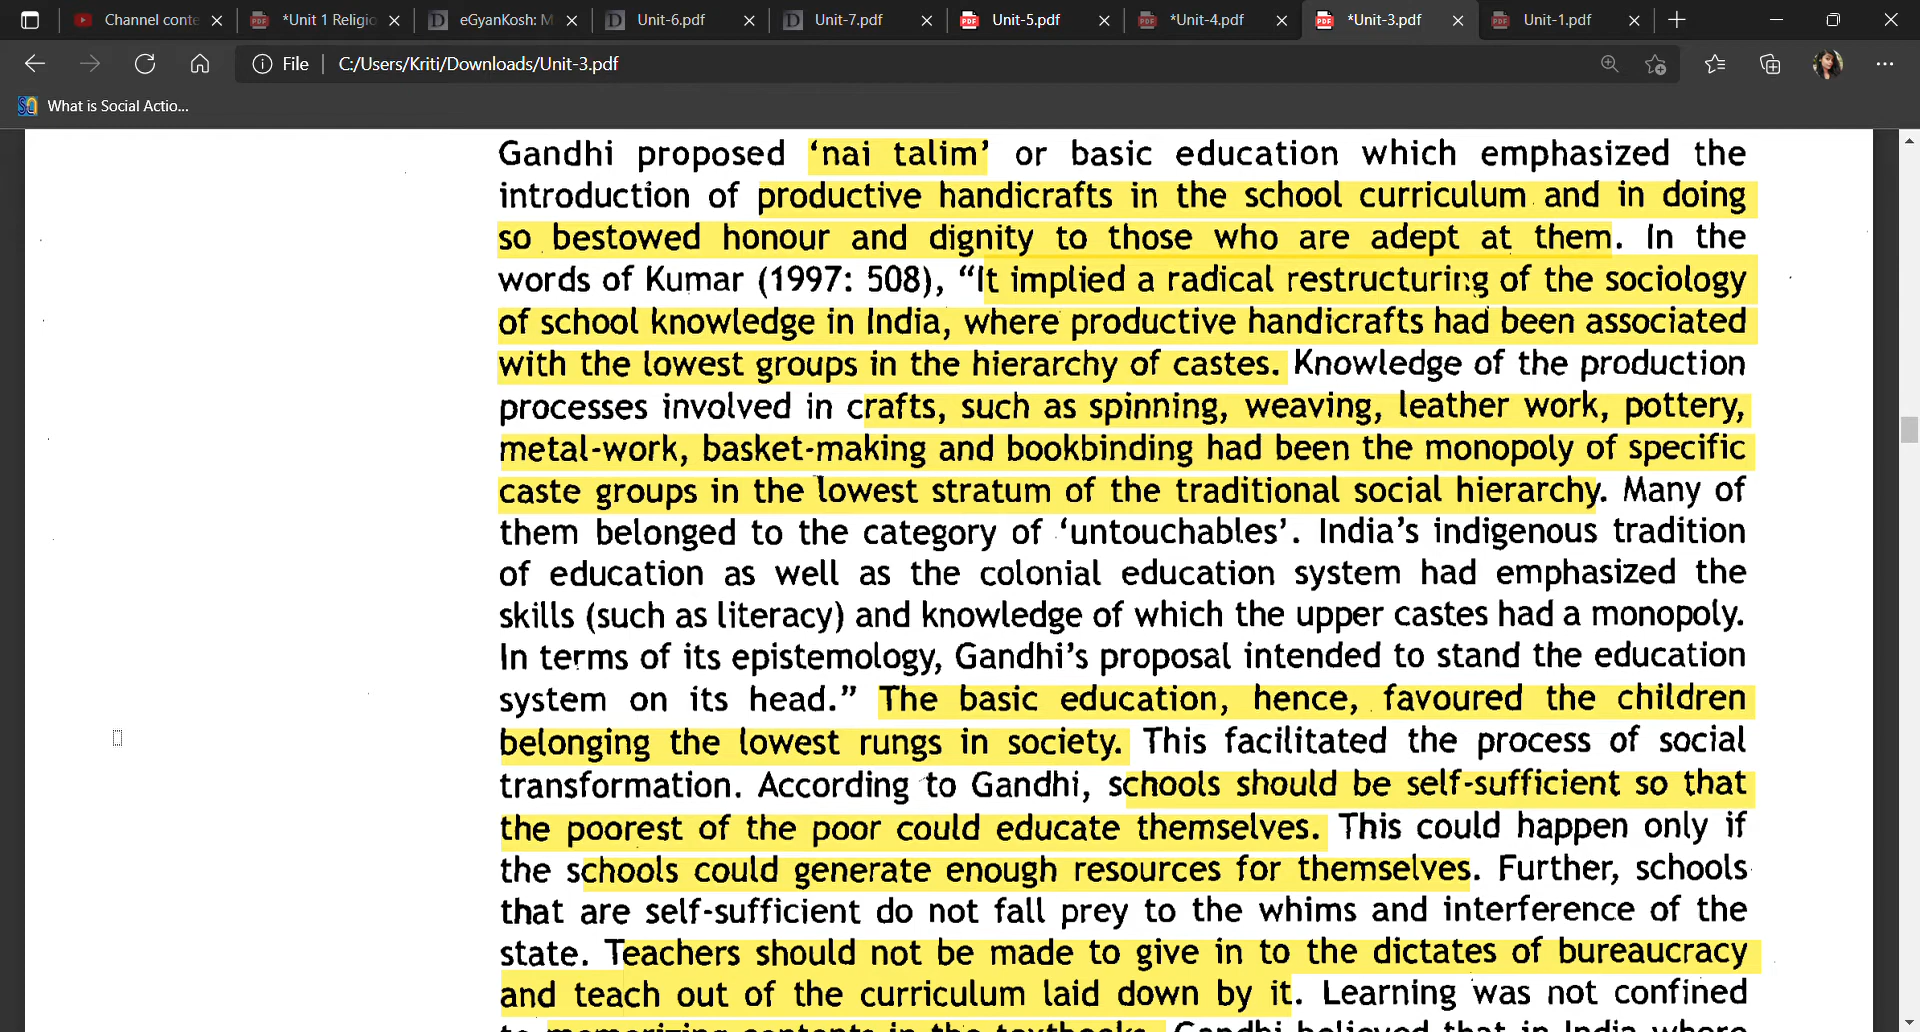 Channel conte
*Unit 1 Religio
eGyanKosh: M
Unit-6.pdf
Unit-7.pdf
Unit-5.pdf
*Unit-4.pdf
*Unit-3.pdf
Unit-1.pdf
File
C:/Users/Kriti/Downloads/Unit-3.pdf
What is Social Actio...
Gandhi proposed ‘nai talim’ or basic education which emphasized the
introduction of productive handicrafts in the school curriculum and in doing
so bestowed honour and dignity to those who are adept at them. In the
words of Kumar (1997: 508), “It implied a radical restructuring of the sociology
of school knowledge in India, where productive handicrafts had been associated
with the lowest groups in the hierarchy of castes. Knowledge of the production
processes involved in crafts, such as spinning, weaving, leather work, pottery,
metal-work, basket-making and bookbinding had been the monopoly of specific
caste groups in the lowest stratum of the traditional social hierarchy. Many of
them belonged to the category of ‘untouchables’. India’s indigenous tradition
of education as well as the colonial education system had emphasized the
skills (such as literacy) and knowledge of which the upper castes had a monopoly.
In terms of its epistemology, Gandhi’s proposal intended to stand the education
system on its head.” The basic education, hence, favoured the children
belonging the lowest rungs in society. This facilitated the process of social
transformation. According to Gandhi, schools should be self-sufficient so that
the poorest of the poor could educate themselves. This could happen only if
the schools could generate enough resources for themselves. Further, schools
that are self-sufficient do not fall prey to the whims and interference of the
state. Teachers should not be made to give in to the dictates of bureaucracy
and teach out of the curriculum laid down by it. Learning was not confined
to memorizing contents in the textbooks. Gandhi believed that in India where